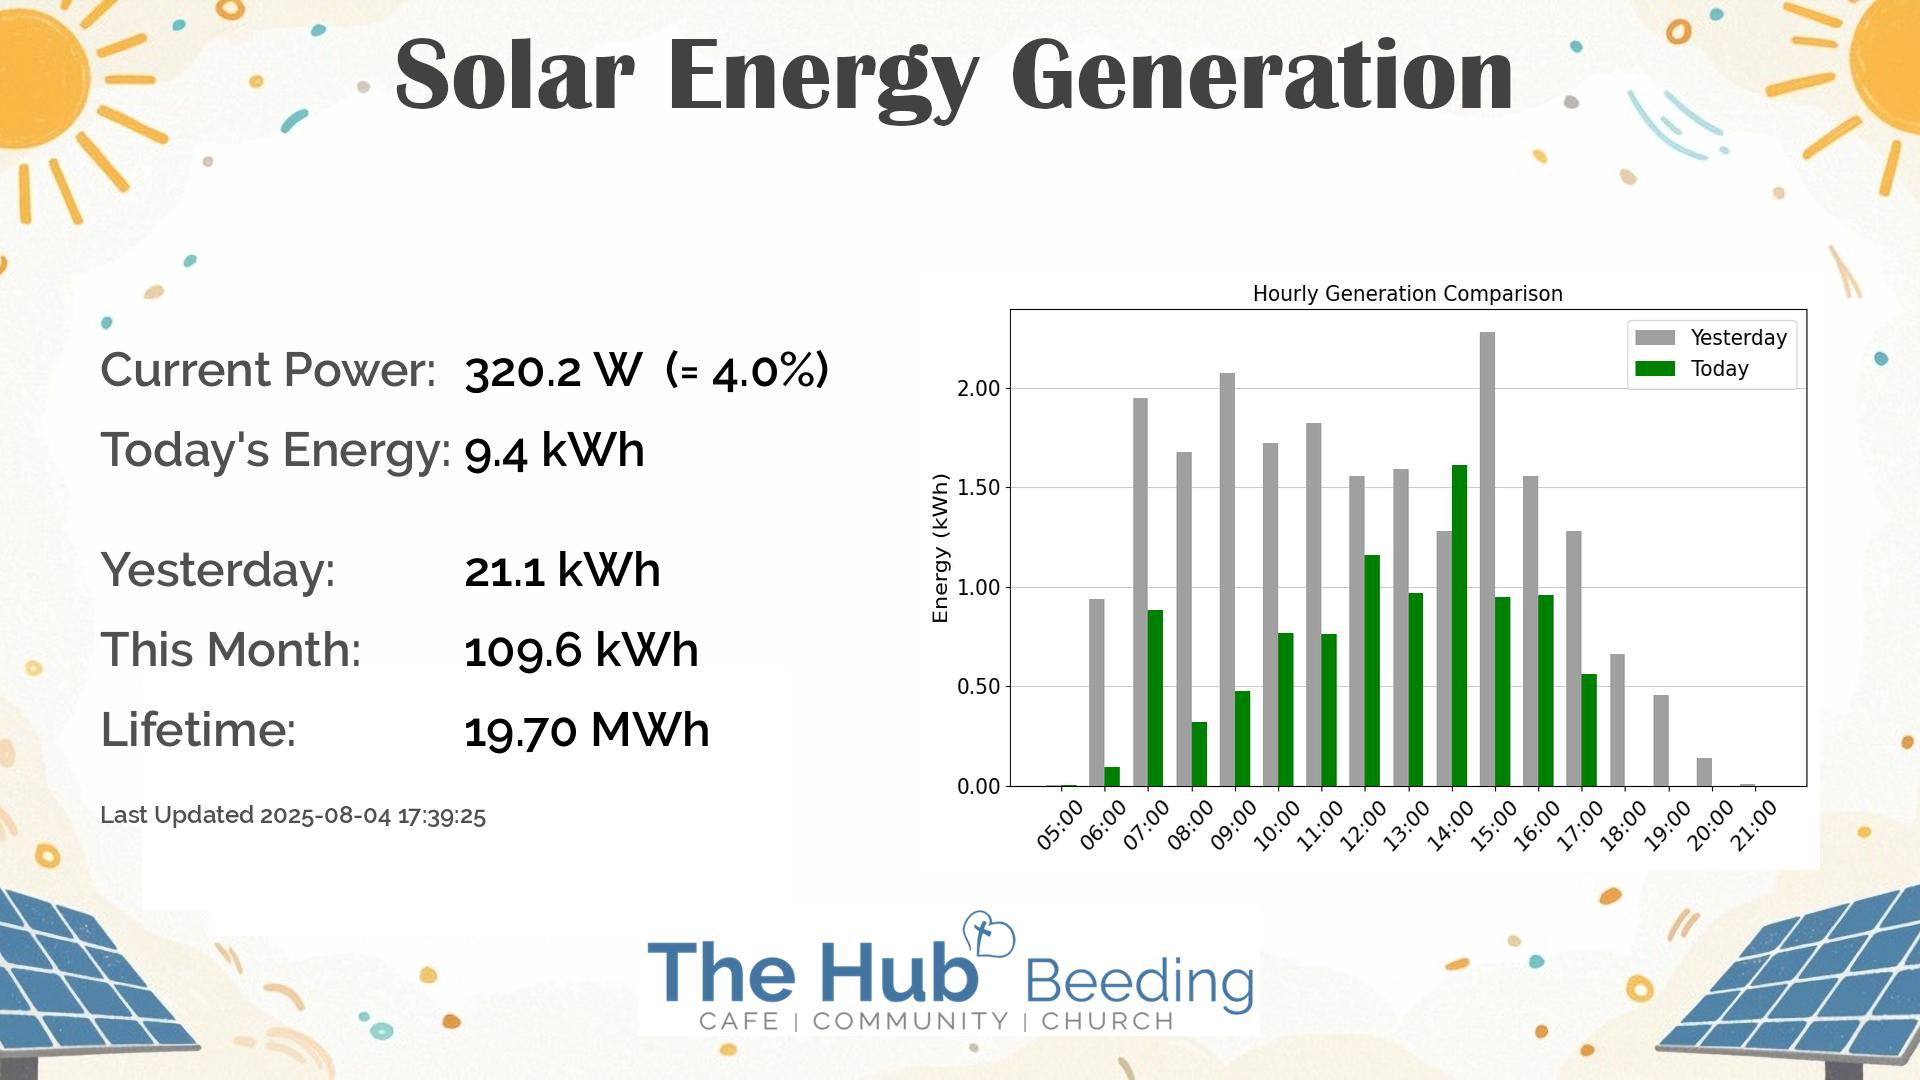 Solar Energy Generation
Current Power: 320.2 W (= 4.0%)
Today's Energy: 9.4 kWh
Yesterday: 21.1 kWh
This Month: 109.6 kWh
Lifetime: 19.70 MWh
Last Updated 2025-08-04 17:39:25
Hourly Generation Comparison
Yesterday
Today
Energy (kWh)
2.00
1.50
1.00
0.50
0.00
05:00 06:00 07:00 08:00 09:00 10:00 11:00 12:00 13:00 14:00 15:00 16:00 17:00 18:00 19:00 20:00 21:00
The Hub Beeding
CAFE | COMMUNITY | CHURCH